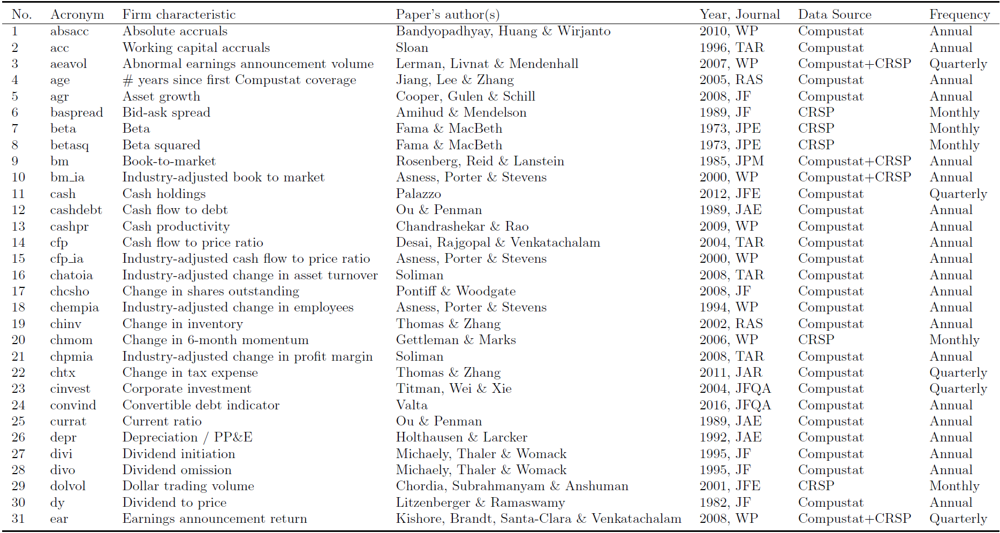 No. Acronym Firm characteristic Paper's author(s) Year, Journal Data Source Frequency
1 absacc Absolute accruals Bandyopadhyay, Huang & Wirjanto 2010, WP Compustat Annual
2 acc Working capital accruals Sloan 1996, TAR Compustat Annual
3 aeavol Abnormal earnings announcement volume Lerman, Livnat & Mendenhall 2007, WP Compustat+CRSP Quarterly
4 age # years since first Compustat coverage Jiang, Lee & Zhang 2005, RAS Compustat Annual
5 agr Asset growth Cooper, Gulen & Schill 2008, JF Compustat Annual
6 baspread Bid-ask spread Amihud & Mendelson 1989, JF CRSP Monthly
7 beta Beta Fama & MacBeth 1973, JPE CRSP Monthly
8 betasq Beta squared Fama & MacBeth 1973, JPE CRSP Monthly
9 bm Book-to-market Rosenberg, Reid & Lanstein 1985, JPM Compustat+CRSP Annual
10 bm_ia Industry-adjusted book to market Asness, Porter & Stevens 2000, WP Compustat+CRSP Annual
11 cash Cash holdings Palazzo 2012, JFE Compustat Quarterly
12 cashdebt Cash flow to debt Ou & Penman 1989, JAE Compustat Annual
13 cashpr Cash productivity Chandrashekar & Rao 2009, WP Compustat Annual
14 cfp Cash flow to price ratio Desai, Rajgopal & Venkatachalam 2004, TAR Compustat Annual
15 cfp_ia Industry-adjusted cash flow to price ratio Asness, Porter & Stevens 2000, WP Compustat Annual
16 chatoia Industry-adjusted change in asset turnover Soliman 2008, TAR Compustat Annual
17 chcsho Change in shares outstanding Pontiff & Woodgate 2008, JF Compustat Annual
18 chempia Industry-adjusted change in employees Asness, Porter & Stevens 1994, WP Compustat Annual
19 chinv Change in inventory Thomas & Zhang 2002, RAS Compustat Annual
20 chmom Change in 6-month momentum Gettleman & Marks 2006, WP CRSP Monthly
21 chpmia Industry-adjusted change in profit margin Soliman 2008, TAR Compustat Annual
22 chtx Change in tax expense Thomas & Zhang 2011, JAR Compustat Quarterly
23 cinvest Corporate investment Titman, Wei & Xie 2004, JFQA Compustat Quarterly
24 convind Convertible debt indicator Valta 2016, JFQA Compustat Annual
25 currat Current ratio Ou & Penman 1989, JAE Compustat Annual
26 depr Depreciation / PP&E Holthausen & Larcker 1992, JAE Compustat Annual
27 divi Dividend initiation Michaely, Thaler & Womack 1995, JF Compustat Annual
28 divo Dividend omission Michaely, Thaler & Womack 1995, JF Compustat Annual
29 dolvol Dollar trading volume Chordia, Subrahmanyam & Anshuman 2001, JFE CRSP Monthly
30 dy Dividend to price Litzenberger & Ramaswamy 1982, JF Compustat Annual
31 ear Earnings announcement return Kishore, Brandt, Santa-Clara & Venkatachalam 2008, WP Compustat+CRSP Quarterly